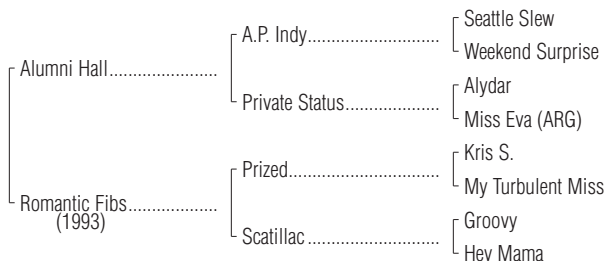 Seattle Slew
A.P. Indy..............................
Weekend Surprise
Alumni Hall........................
Alydar
Private Status......................
Miss Eva (ARG)
Kris S.
Prized..................................
My Turbulent Miss
Romantic Fibs....................
(1993)
Groovy
Scatillac..............................
Hey Mama